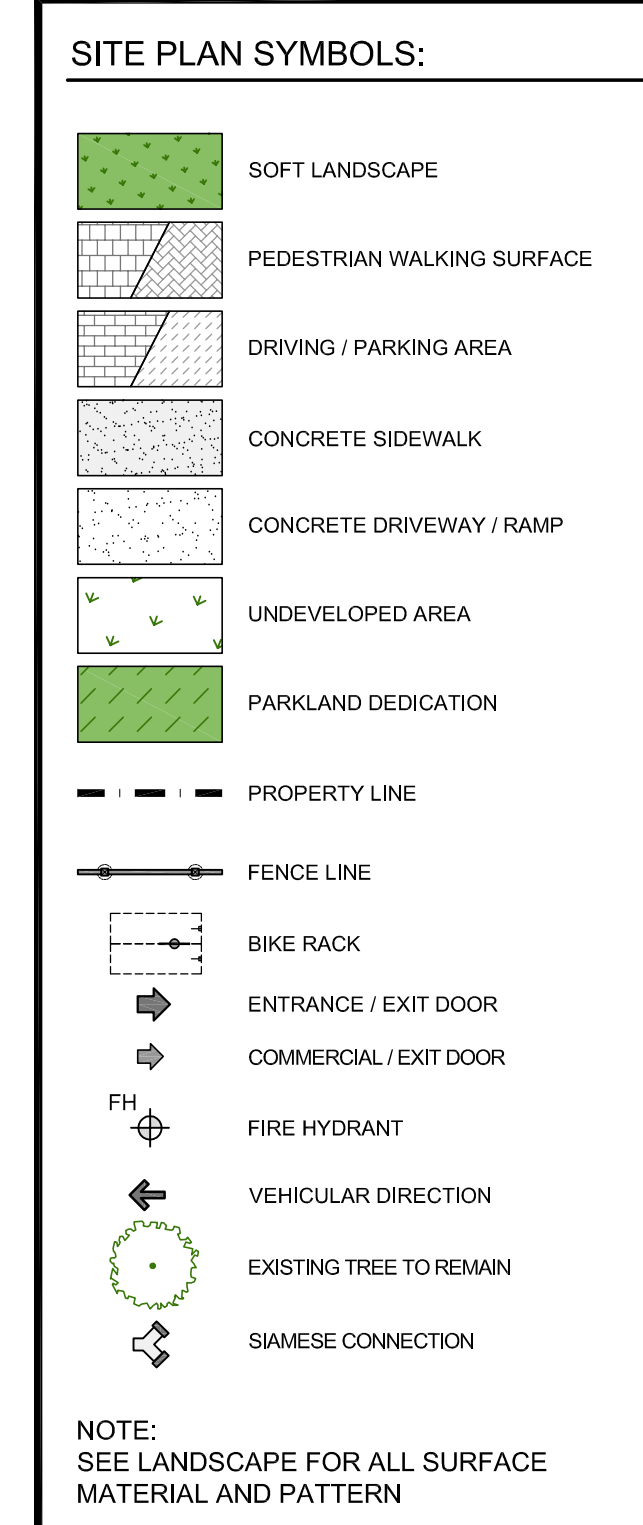 SITE PLAN SYMBOLS:
SOFT LANDSCAPE
PEDESTRIAN WALKING SURFACE
DRIVING / PARKING AREA
CONCRETE SIDEWALK
CONCRETE DRIVEWAY / RAMP
UNDEVELOPED AREA
PARKLAND DEDICATION
PROPERTY LINE
FENCE LINE
BIKE RACK
ENTRANCE / EXIT DOOR
COMMERCIAL / EXIT DOOR
FH
FIRE HYDRANT
VEHICULAR DIRECTION
EXISTING TREE TO REMAIN
SIAMESE CONNECTION
NOTE:
SEE LANDSCAPE FOR ALL SURFACE
MATERIAL AND PATTERN